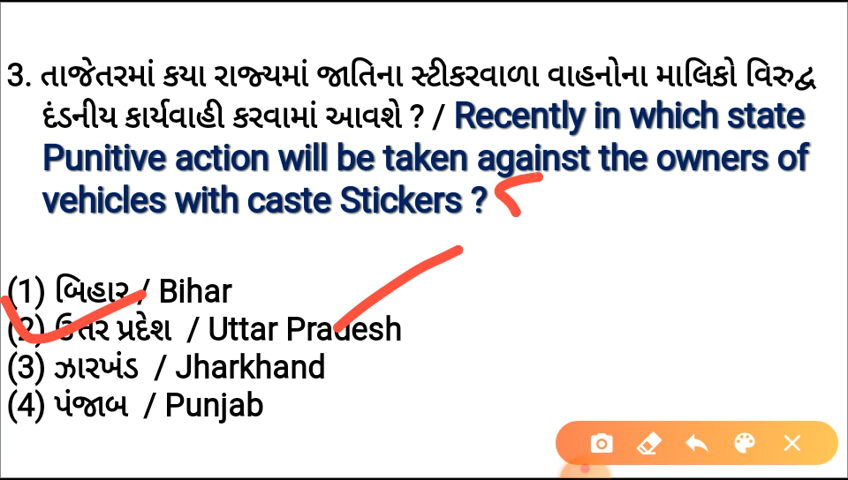 3. તાજેતરમાં કયા રાજ્યમાં જાતિના સ્ટીકરવાળા વાહનોના માલિકો વિરુદ્વ
દંડનીય કાર્યવાહી કરવામાં આવશે ? / Recently in which state
Punitive action will be taken against the owners of
vehicles with caste Stickers ?
(1) બિહાર / Bihar
(2) ઉત્તર પ્રદેશ / Uttar Pradesh
(3) ઝારખંડ / Jharkhand
(4) પંજાબ / Punjab